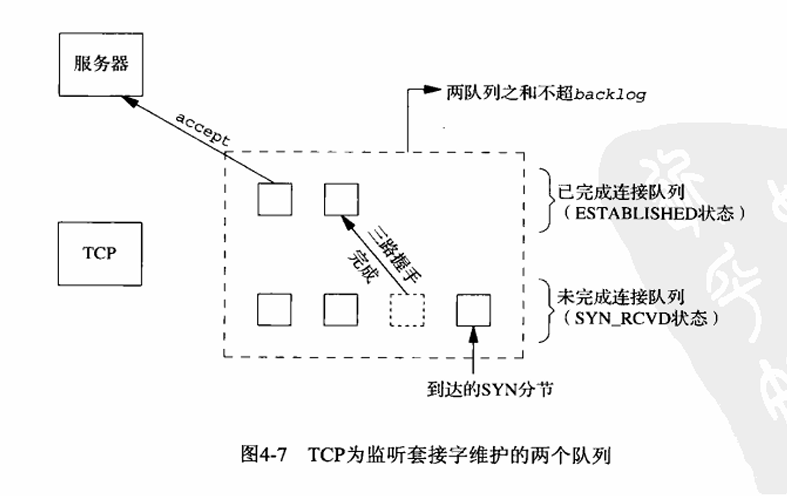 服务器
两队列之和不超backlog
accept
已完成连接队列
（ESTABLISHED状态）
TCP
三路握手
完成
未完成连接队列
（SYN_RCVD状态）
到达的SYN分节
图4-7 TCP为监听套接字维护的两个队列